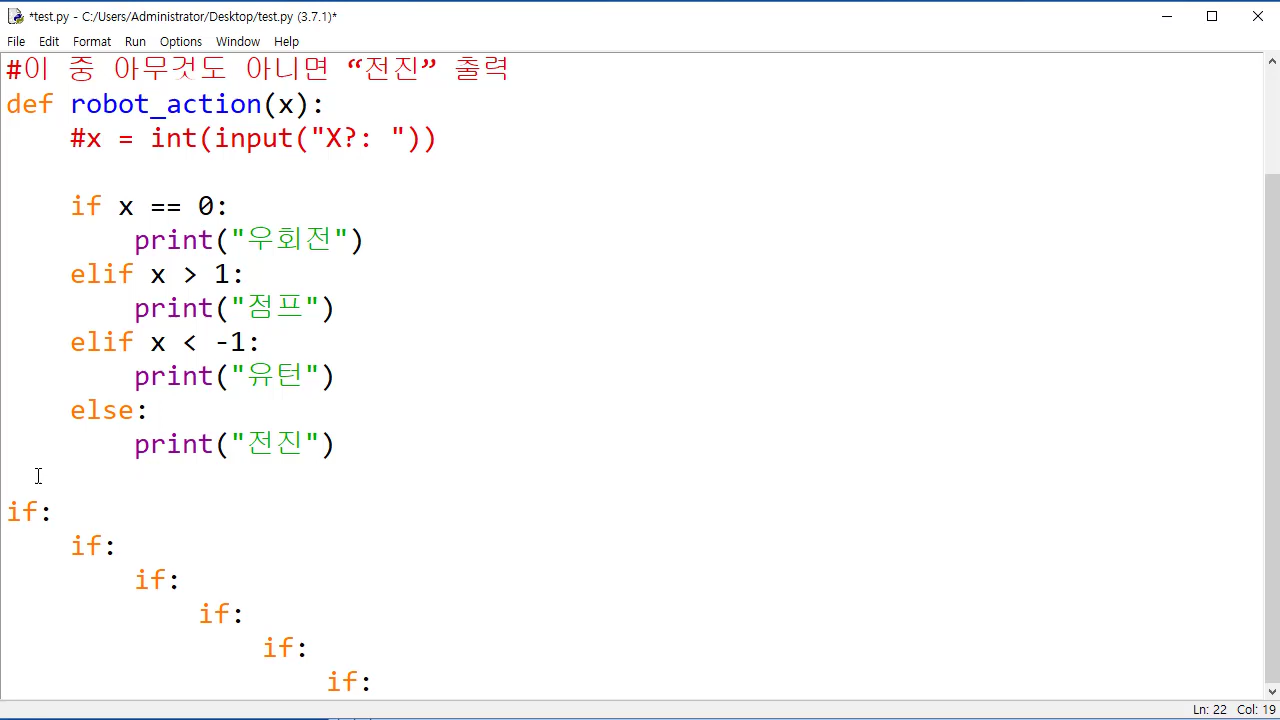 *test.py - C:/Users/Administrator/Desktop/test.py (3.7.1)*
File Edit Format Run Options Window Help
#이 중 아무것도 아니면 “전진” 출력
def robot_action(x):
    #x = int(input("X?: "))
    if x == 0:
        print("우회전")
    elif x > 1:
        print("점프")
    elif x < -1:
        print("유턴")
    else:
        print("전진")
if:
    if:
        if:
            if:
                if:
                    if:
Ln: 22 Col: 19